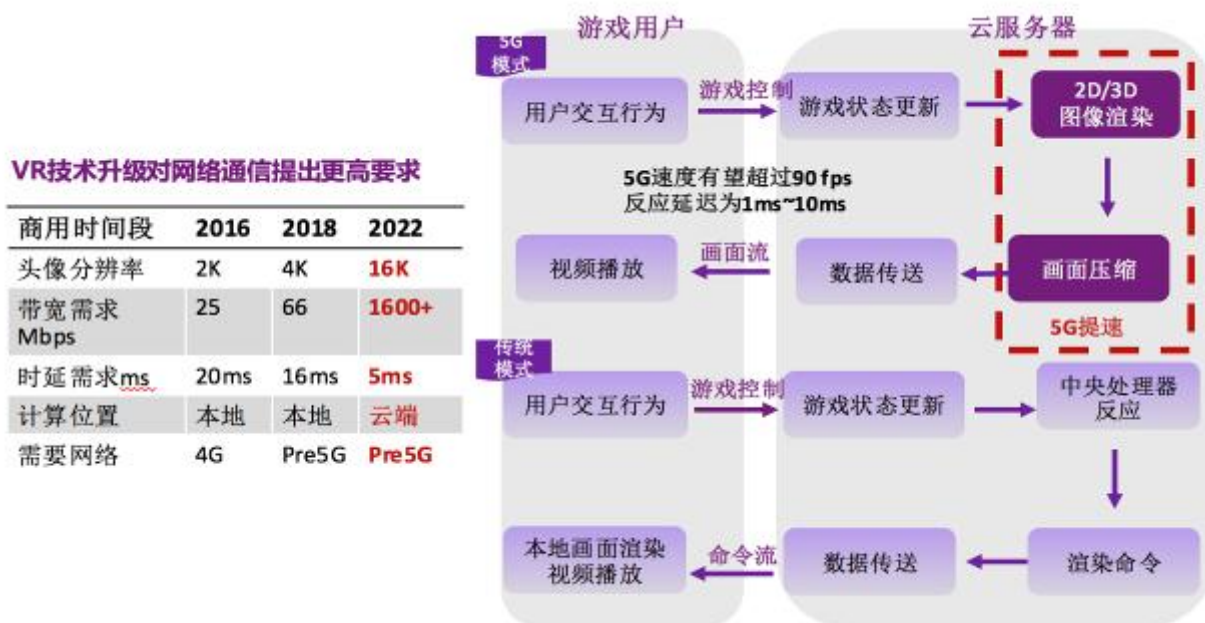 VR技术升级对网络通信提出更高要求
商用时间段 2016 2018 2022
头像分辨率 2K 4K 16K
带宽需求 25 66 1600+
Mbps
时延需求ms 20ms 16ms 5ms
计算位置 本地 本地 云端
需要网络 4G Pre5G Pre5G
游戏用户 云服务器
5G
模式
用户交互行为 游戏控制 游戏状态更新 2D/3D
图像渲染
5G速度有望超过90 fps
反应延迟为1ms~10ms
视频播放 画面流 数据传送 画面压缩
5G提速
传统
模式
用户交互行为 游戏控制 游戏状态更新 中央处理器
反应
本地画面渲染
视频播放 命令流 数据传送 渲染命令